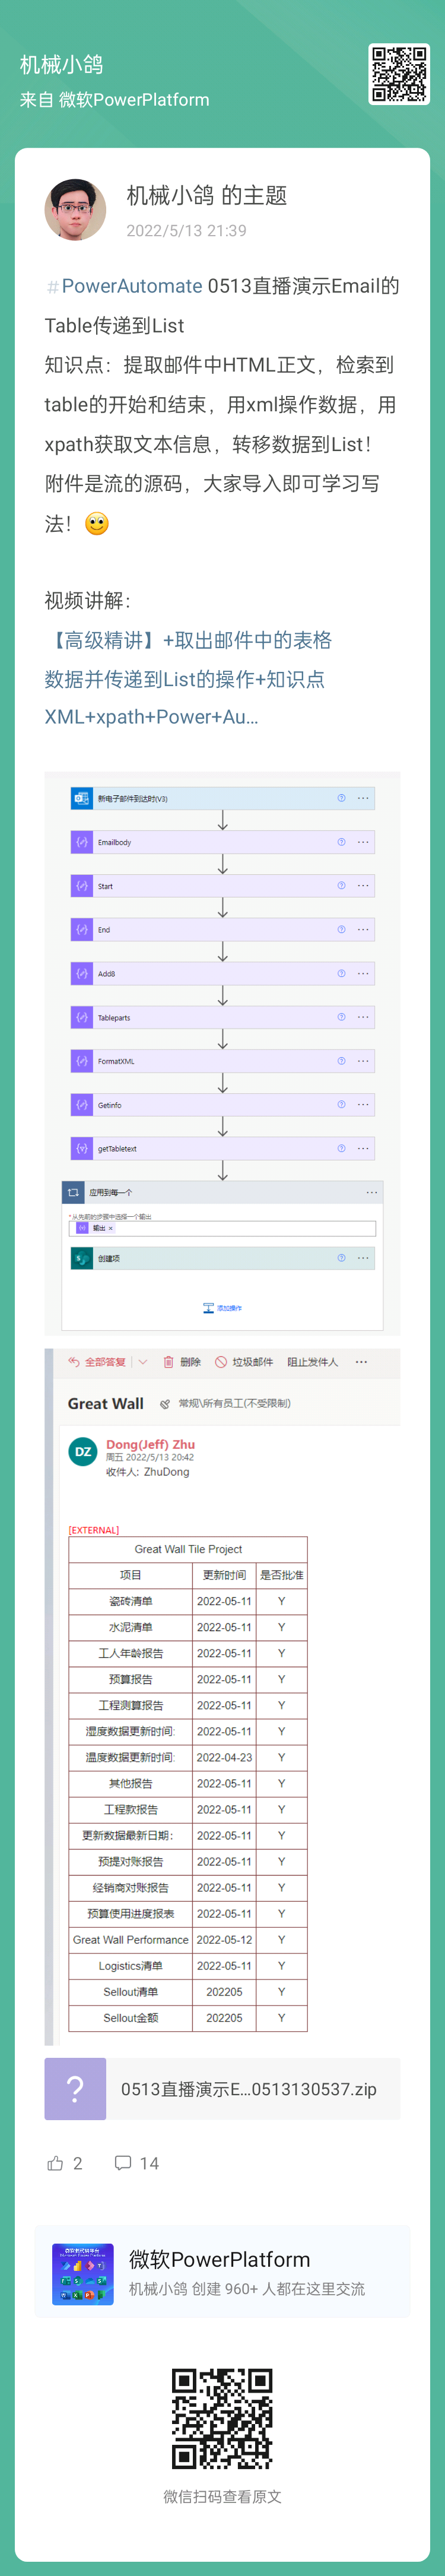 机械小鸽
来自 微软PowerPlatform
机械小鸽 的主题
2022/5/13 21:39
#PowerAutomate 0513直播演示Email的
Table传递到List
知识点：提取邮件中HTML正文，检索到
table的开始和结束，用xml操作数据，用
xpath获取文本信息，转移数据到List！
附件是流的源码，大家导入即可学习写
法！
视频讲解：
【高级精讲】+取出邮件中的表格
数据并传递到List的操作+知识点
XML+xpath+Power+Au...
新电子邮件到达时(V3)
Emailbody
Start
End
Add8
Tableparts
FormatXML
Getinfo
getTabletext
应用到每一个
*从先前的步骤中选择一个输出
输出 ×
创建项
添加操作
全部答复 删除 垃圾邮件 阻止发件人 ···
Great Wall 常规\所有员工(不受限制)
DZ
Dong(Jeff) Zhu
周五 2022/5/13 20:42
收件人: ZhuDong
[EXTERNAL]
Great Wall Tile Project
项目 更新时间 是否批准
瓷砖清单 2022-05-11 Y
水泥清单 2022-05-11 Y
工人年龄报告 2022-05-11 Y
预算报告 2022-05-11 Y
工程测算报告 2022-05-11 Y
湿度数据更新时间: 2022-05-11 Y
温度数据更新时间: 2022-04-23 Y
其他报告 2022-05-11 Y
工程款报告 2022-05-11 Y
更新数据最新日期： 2022-05-11 Y
预提对账报告 2022-05-11 Y
经销商对账报告 2022-05-11 Y
预算使用进度报表 2022-05-11 Y
Great Wall Performance 2022-05-12 Y
Logistics清单 2022-05-11 Y
Sellout清单 202205 Y
Sellout金额 202205 Y
?
0513直播演示E...0513130537.zip
2 14
微软PowerPlatform
机械小鸽 创建 960+ 人都在这里交流
微信扫码查看原文